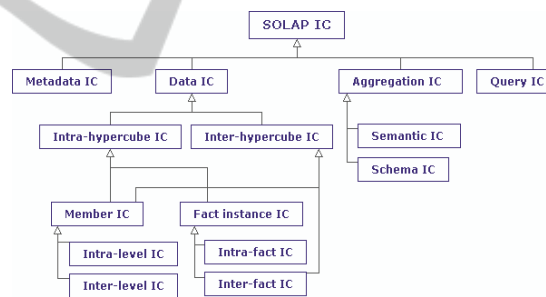 SOLAP IC
Metadata IC
Data IC
Aggregation IC
Query IC
Intra-hypercube IC
Inter-hypercube IC
Semantic IC
Schema IC
Member IC
Fact instance IC
Intra-level IC
Intra-fact IC
Inter-level IC
Inter-fact IC